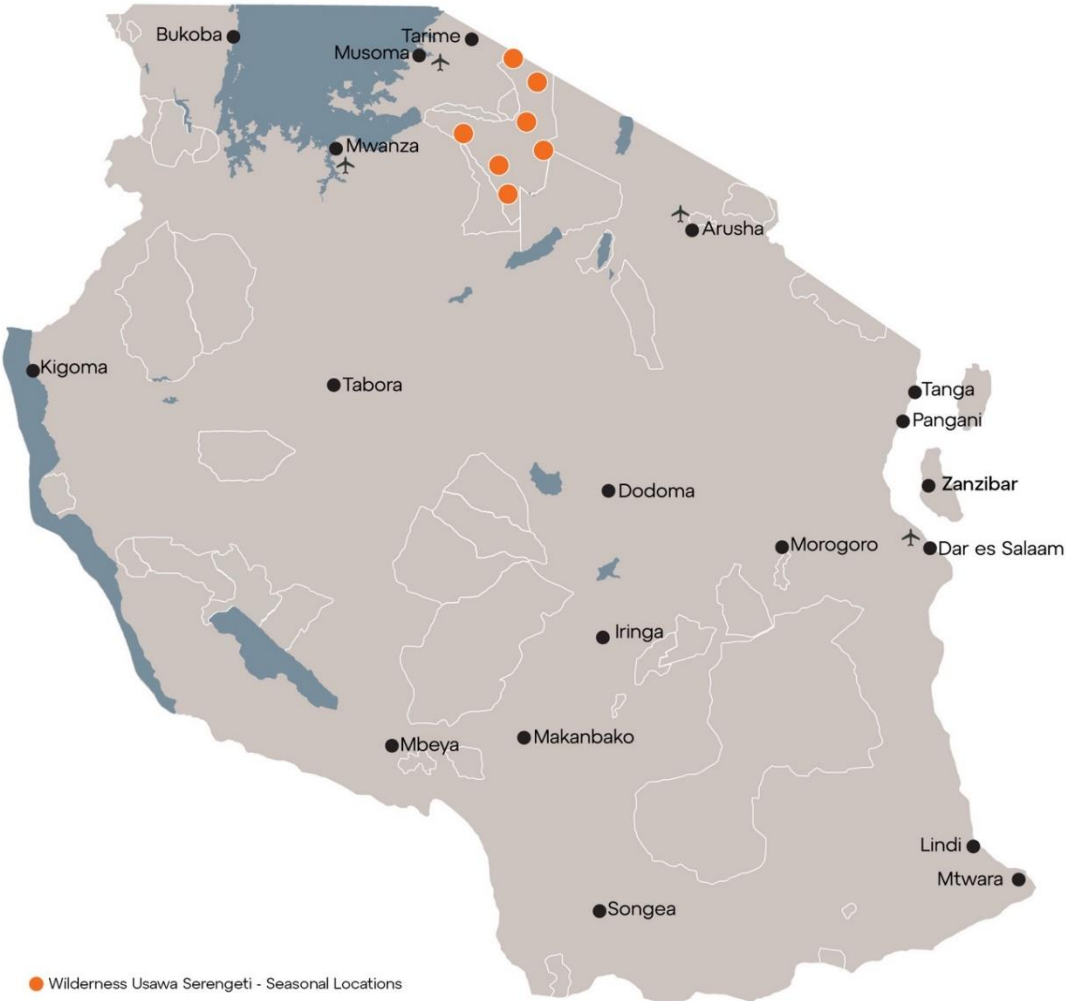 Bukoba
Tarime
Musoma
Mwanza
Arusha
Kigoma
Tabora
Tanga
Pangani
Zanzibar
Dodoma
Morogoro
Dar es Salaam
Iringa
Makanbako
Mbeya
Lindi
Mtwara
Songea
Wilderness Usawa Serengeti - Seasonal Locations